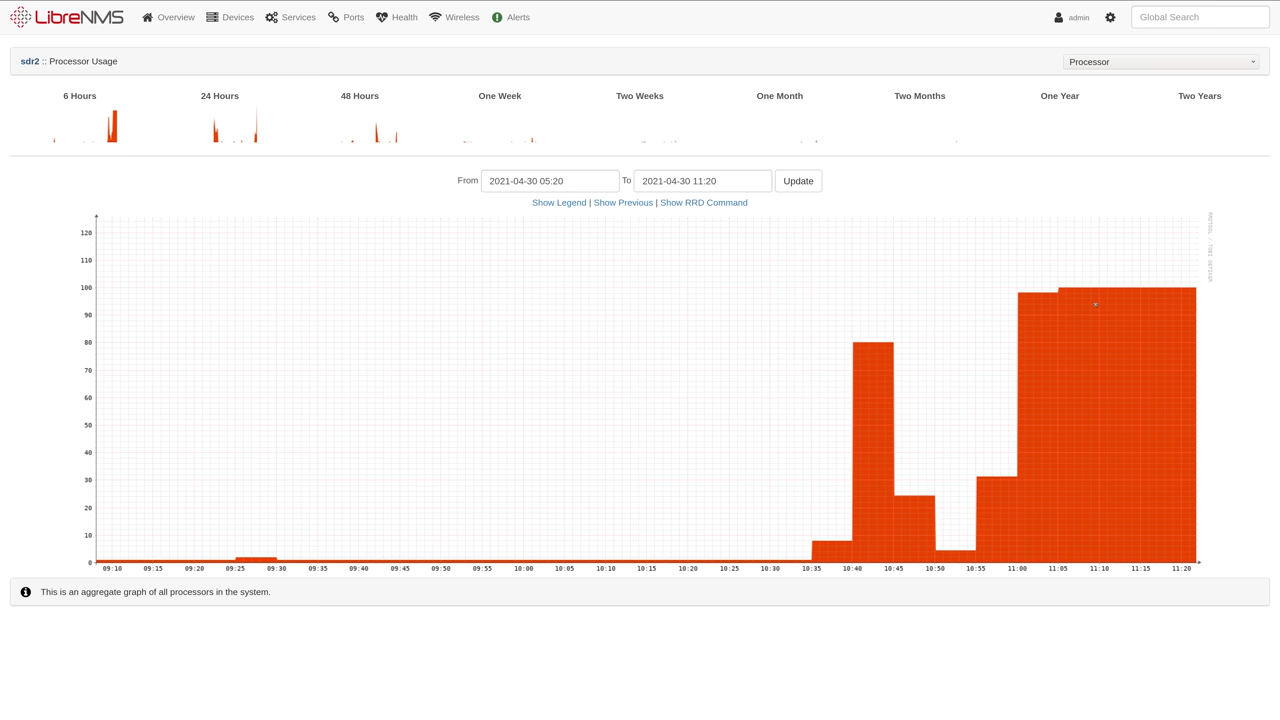 LibreNMS Overview Devices Services Ports Health Wireless Alerts admin Global Search
sdr2 :: Processor Usage Processor
6 Hours 24 Hours 48 Hours One Week Two Weeks One Month Two Months One Year Two Years
From 2021-04-30 05:20 To 2021-04-30 11:20 Update
Show Legend | Show Previous | Show RRD Command
RRDTOOL / TOBI OETIKER
120
110
100
90
80
70
60
50
40
30
20
10
0
09:10 09:15 09:20 09:25 09:30 09:35 09:40 09:45 09:50 09:55 10:00 10:05 10:10 10:15 10:20 10:25 10:30 10:35 10:40 10:45 10:50 10:55 11:00 11:05 11:10 11:15 11:20
This is an aggregate graph of all processors in the system.